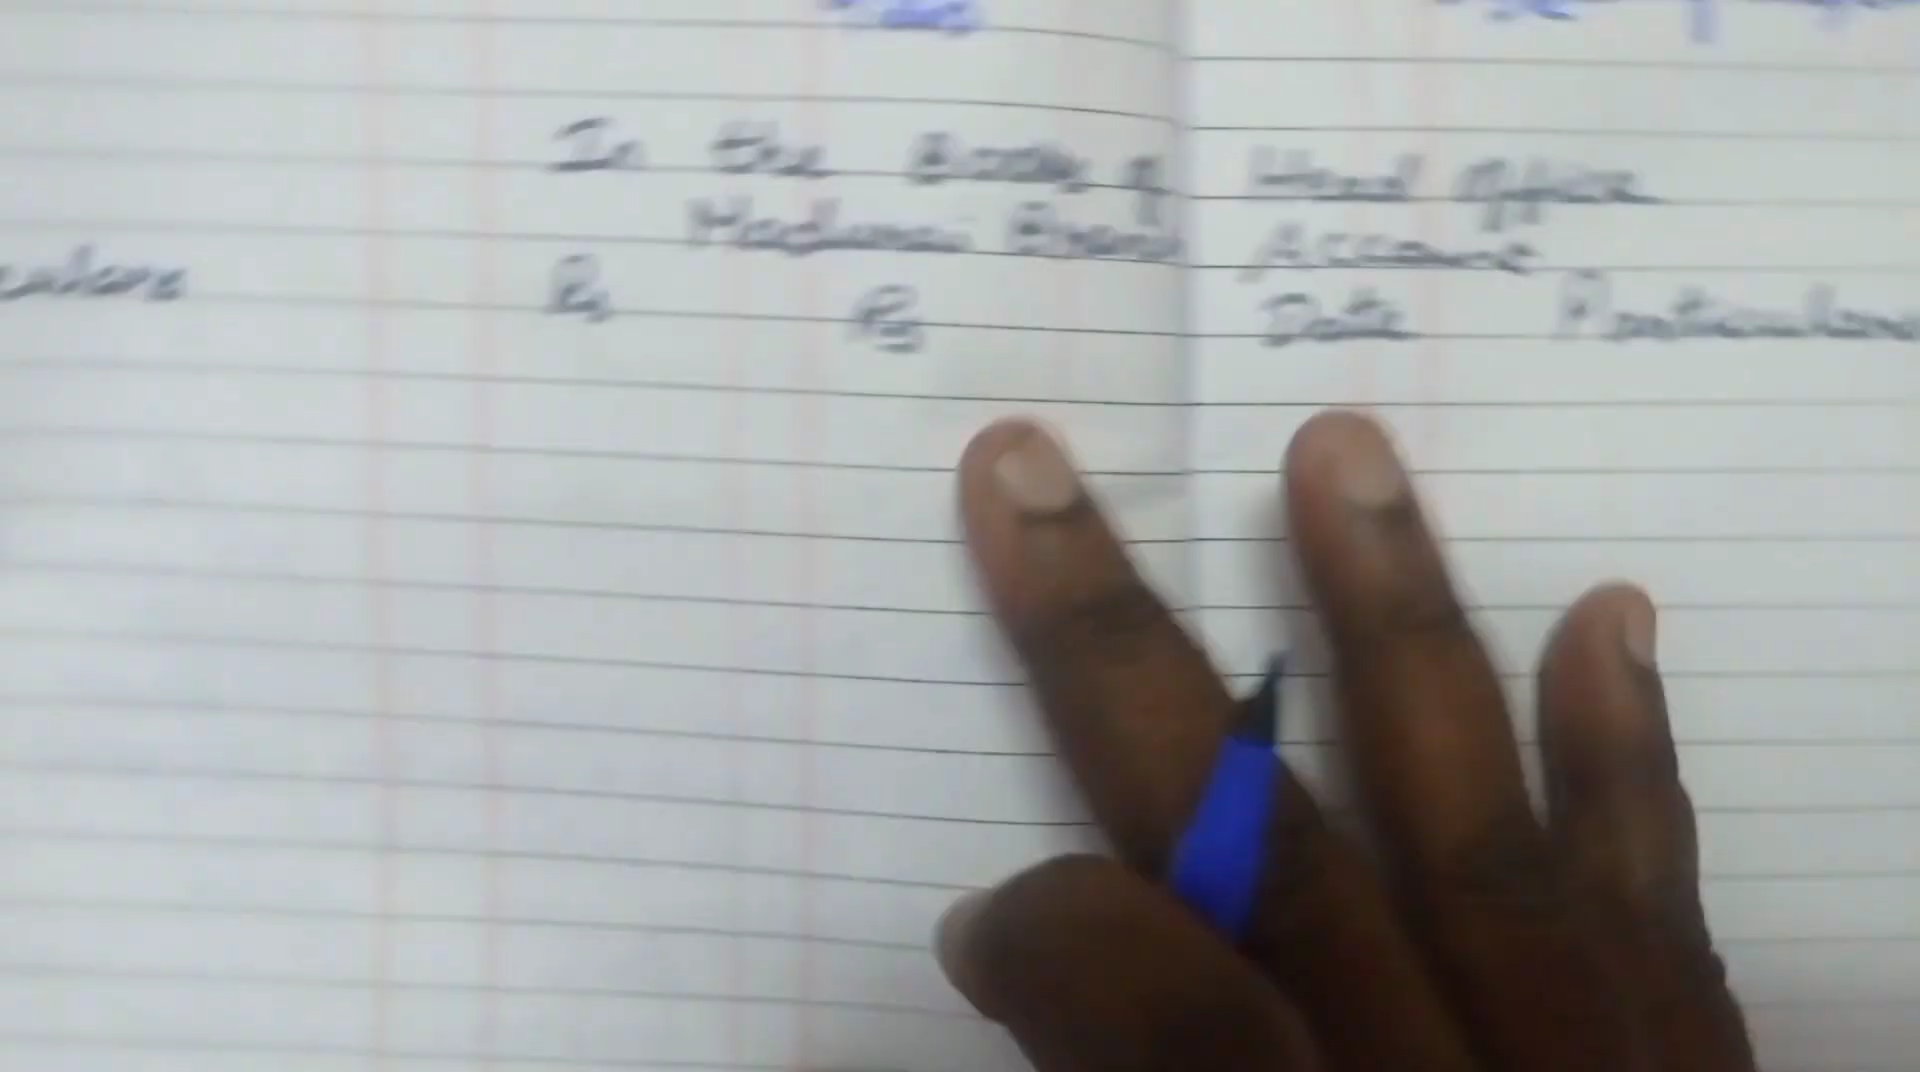 In the Books of Head Office
Madurai Branch Account
Rs Rs Date Particulars